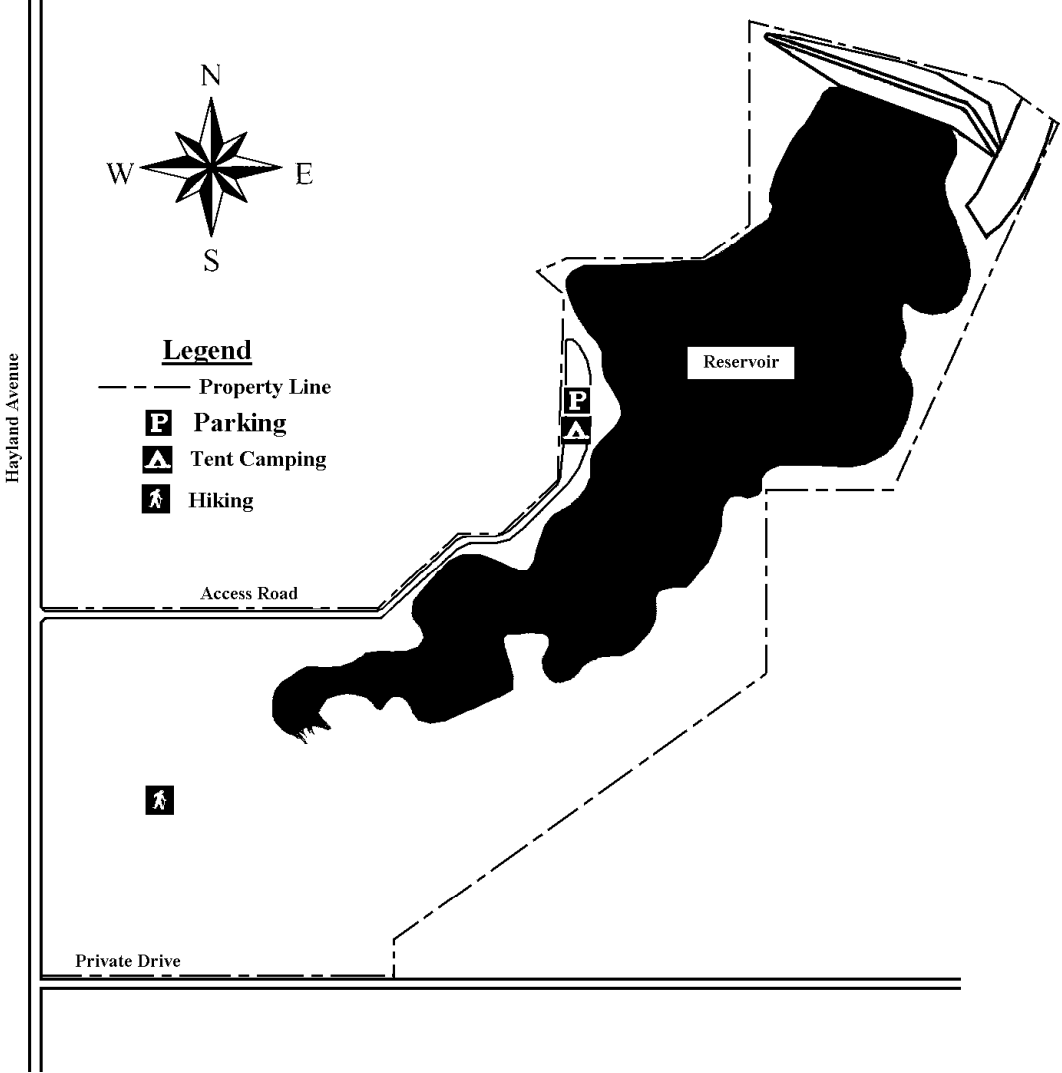 N
W
E
S
Legend
Property Line
P Parking
Tent Camping
Hiking
Hayland Avenue
Reservoir
P
Access Road
Private Drive